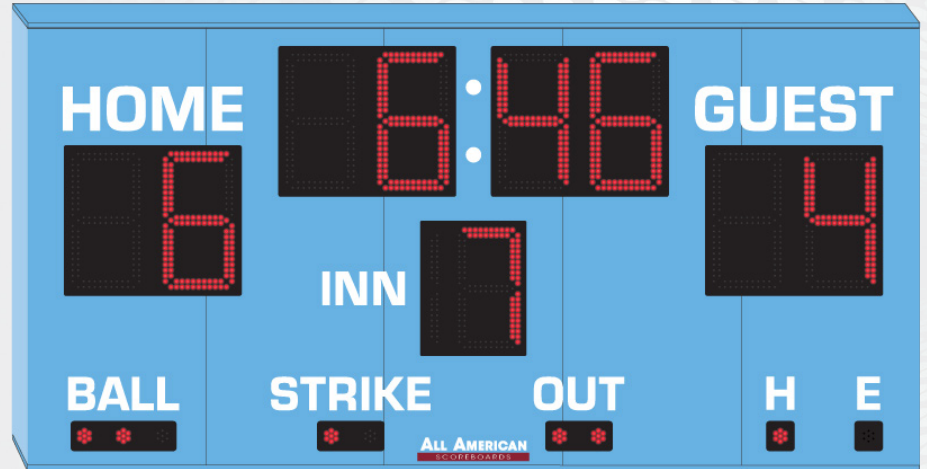 6:46
HOME
GUEST
6
4
INN 7
BALL STRIKE OUT H E
ALL AMERICAN
SCOREBOARDS